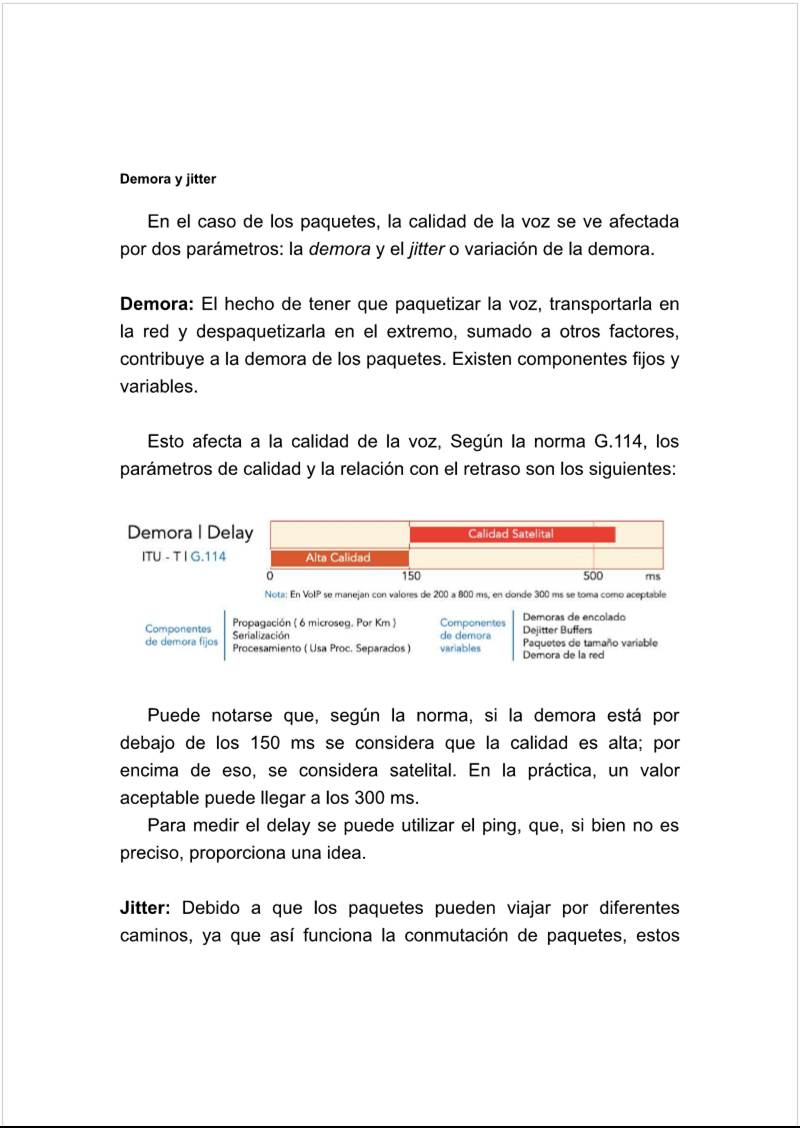 Demora y jitter
En el caso de los paquetes, la calidad de la voz se ve afectada
por dos parámetros: la demora y el jitter o variación de la demora.
Demora: El hecho de tener que paquetizar la voz, transportarla en
la red y despaquetizarla en el extremo, sumado a otros factores,
contribuye a la demora de los paquetes. Existen componentes fijos y
variables.
Esto afecta a la calidad de la voz, Según la norma G.114, los
parámetros de calidad y la relación con el retraso son los siguientes:
Demora | Delay
Calidad Satelital
ITU - T | G.114
Alta Calidad
0 150 500 ms
Nota: En VoIP se manejan con valores de 200 a 800 ms, en donde 300 ms se toma como aceptable
Componentes
de demora fijos
Propagación ( 6 microseg. Por Km )
Serialización
Procesamiento ( Usa Proc. Separados )
Componentes
de demora
variables
Demoras de encolado
Dejitter Buffers
Paquetes de tamaño variable
Demora de la red
Puede notarse que, según la norma, si la demora está por
debajo de los 150 ms se considera que la calidad es alta; por
encima de eso, se considera satelital. En la práctica, un valor
aceptable puede llegar a los 300 ms.
Para medir el delay se puede utilizar el ping, que, si bien no es
preciso, proporciona una idea.
Jitter: Debido a que los paquetes pueden viajar por diferentes
caminos, ya que así funciona la conmutación de paquetes, estos